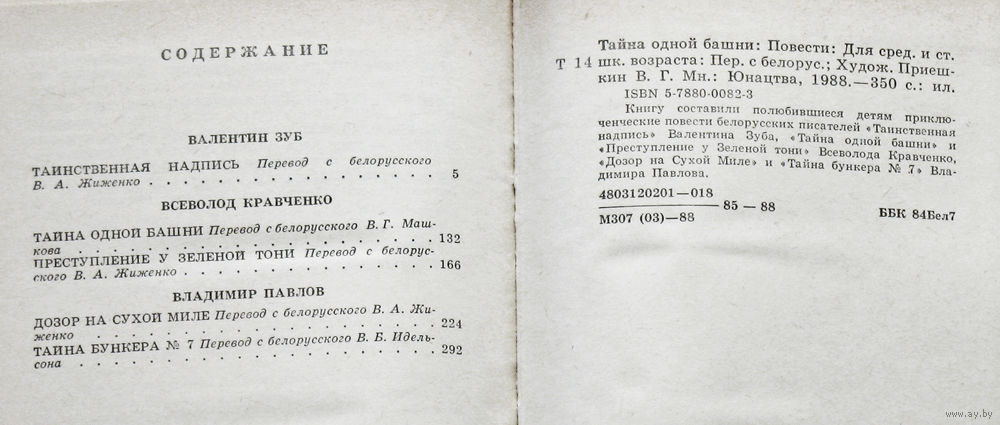 СОДЕРЖАНИЕ
ВАЛЕНТИН ЗУБ
ТАИНСТВЕННАЯ НАДПИСЬ Перевод с белорусского
В. А. Жиженко . . . . . . . . . . . . . . . . 5
ВСЕВОЛОД КРАВЧЕНКО
ТАЙНА ОДНОЙ БАШНИ Перевод с белорусского В. Г. Маш-
кова . . . . . . . . . . . . . . . . . . . 132
ПРЕСТУПЛЕНИЕ У ЗЕЛЕНОЙ ТОНИ Перевод с белорус-
ского В. А. Жиженко . . . . . . . . . . . . . 166
ВЛАДИМИР ПАВЛОВ
ДОЗОР НА СУХОЙ МИЛЕ Перевод с белорусского В. А. Жи-
женко . . . . . . . . . . . . . . . . . . 224
ТАЙНА БУНКЕРА № 7 Перевод с белорусского В. Б. Идель-
сона . . . . . . . . . . . . . . . . . . . 292
Тайна одной башни: Повести: Для сред. и ст.
Т 14 шк. возраста: Пер. с белорус.; Худож. Приеш-
кин В. Г. Мн.: Юнацтва, 1988.—350 с.: ил.
ISBN 5-7880-0082-3
Книгу составили полюбившиеся детям приклю-
ченческие повести белорусских писателей «Таинственная
надпись» Валентина Зуба, «Тайна одной башни» и
«Преступление у Зеленой тони» Всеволода Кравченко,
«Дозор на Сухой Миле» и «Тайна бункера № 7» Вла-
димира Павлова.
4803120201—018
85 — 88
М307 (03)—88
ББК 84Бел7
www.ay.by